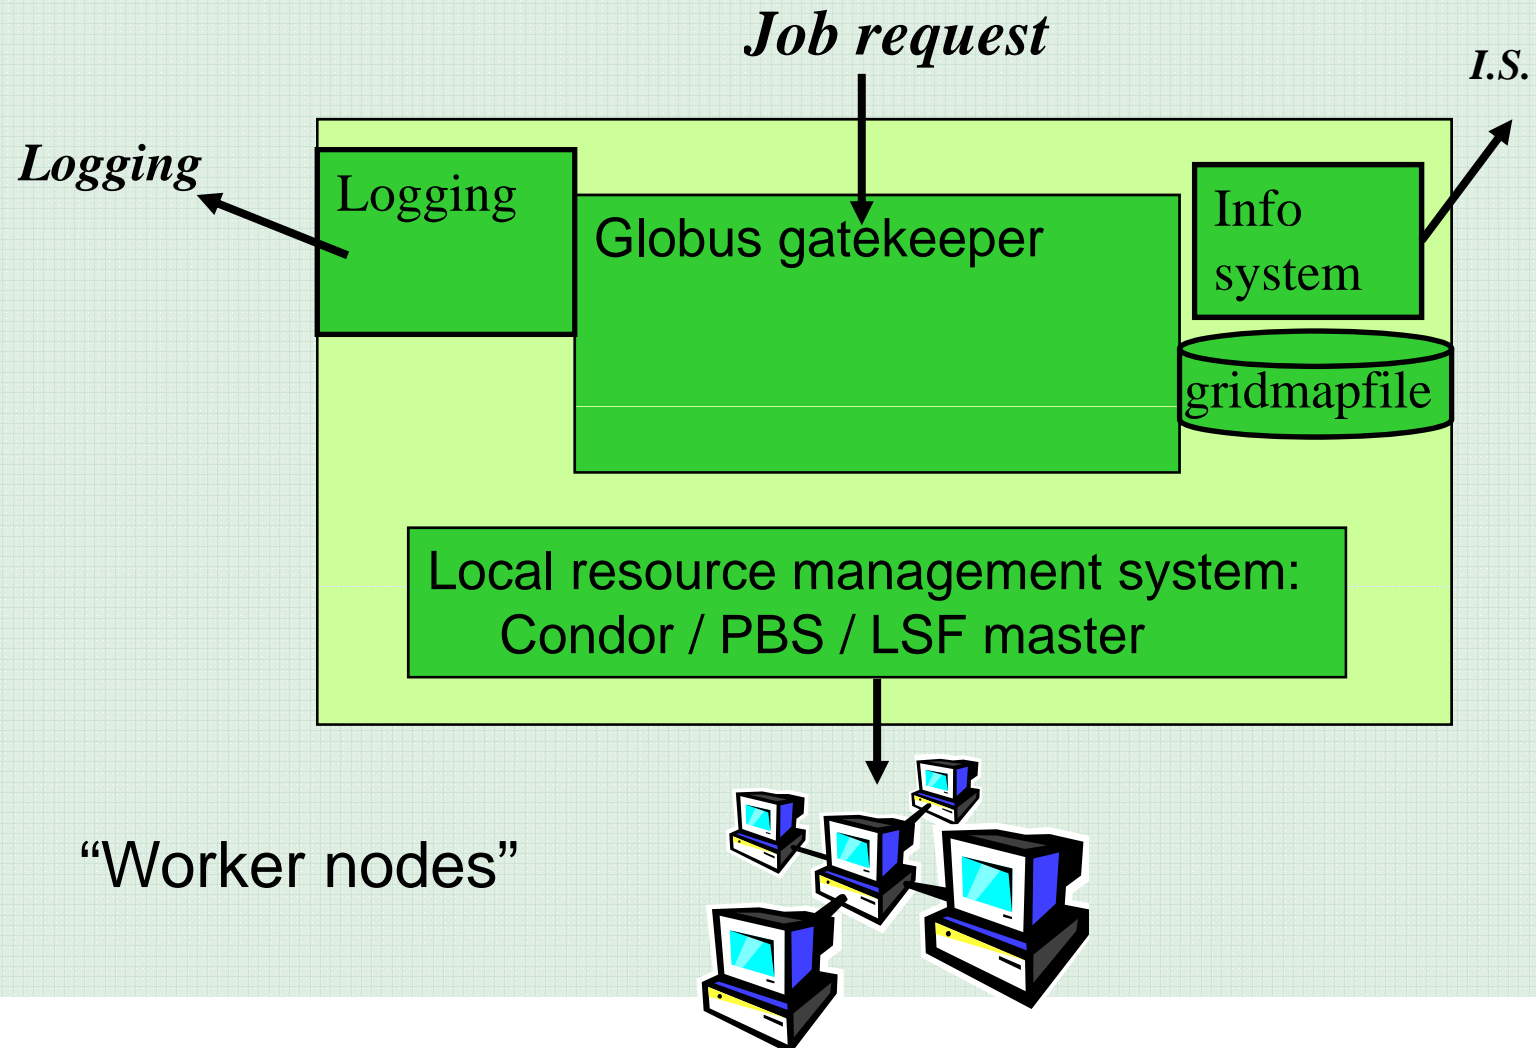 Job request
I.S.
Logging
Logging
Globus gatekeeper
Info
system
gridmapfile
Local resource management system:
Condor / PBS / LSF master
“Worker nodes”